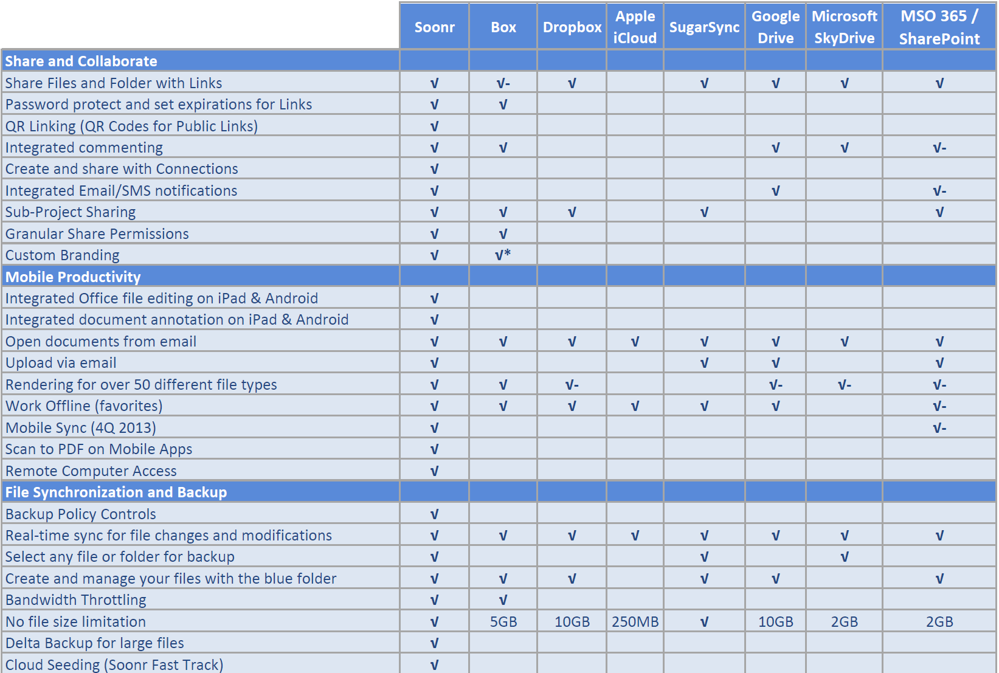 Soonr Box Dropbox Apple iCloud SugarSync Google Drive Microsoft SkyDrive MSO 365 / SharePoint
Share and Collaborate
Share Files and Folder with Links √ √- √ √ √ √ √
Password protect and set expirations for Links √ √
QR Linking (QR Codes for Public Links) √
Integrated commenting √ √ √ √ √-
Create and share with Connections √
Integrated Email/SMS notifications √ √ √-
Sub-Project Sharing √ √ √ √ √
Granular Share Permissions √ √
Custom Branding √ √*
Mobile Productivity
Integrated Office file editing on iPad & Android √
Integrated document annotation on iPad & Android √
Open documents from email √ √ √ √ √ √ √ √
Upload via email √ √ √ √
Rendering for over 50 different file types √ √ √- √- √- √-
Work Offline (favorites) √ √ √ √ √ √ √-
Mobile Sync (4Q 2013) √ √-
Scan to PDF on Mobile Apps √
Remote Computer Access √
File Synchronization and Backup
Backup Policy Controls √
Real-time sync for file changes and modifications √ √ √ √ √ √ √ √
Select any file or folder for backup √ √ √
Create and manage your files with the blue folder √ √ √ √ √ √
Bandwidth Throttling √ √
No file size limitation √ 5GB 10GB 250MB √ 10GB 2GB 2GB
Delta Backup for large files √
Cloud Seeding (Soonr Fast Track) √